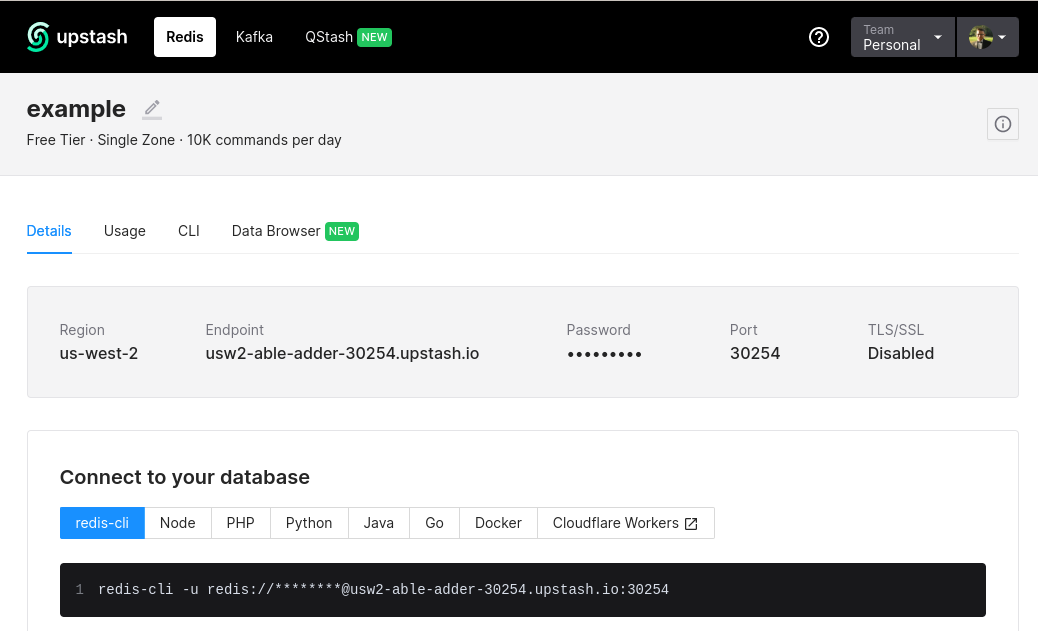 upstash Redis Kafka QStash NEW Team Personal
example
Free Tier · Single Zone · 10K commands per day
Details Usage CLI Data Browser NEW
Region Endpoint Password Port TLS/SSL
us-west-2 usw2-able-adder-30254.upstash.io ••••••••• 30254 Disabled
Connect to your database
redis-cli Node PHP Python Java Go Docker Cloudflare Workers
1 redis-cli -u redis://********@usw2-able-adder-30254.upstash.io:30254